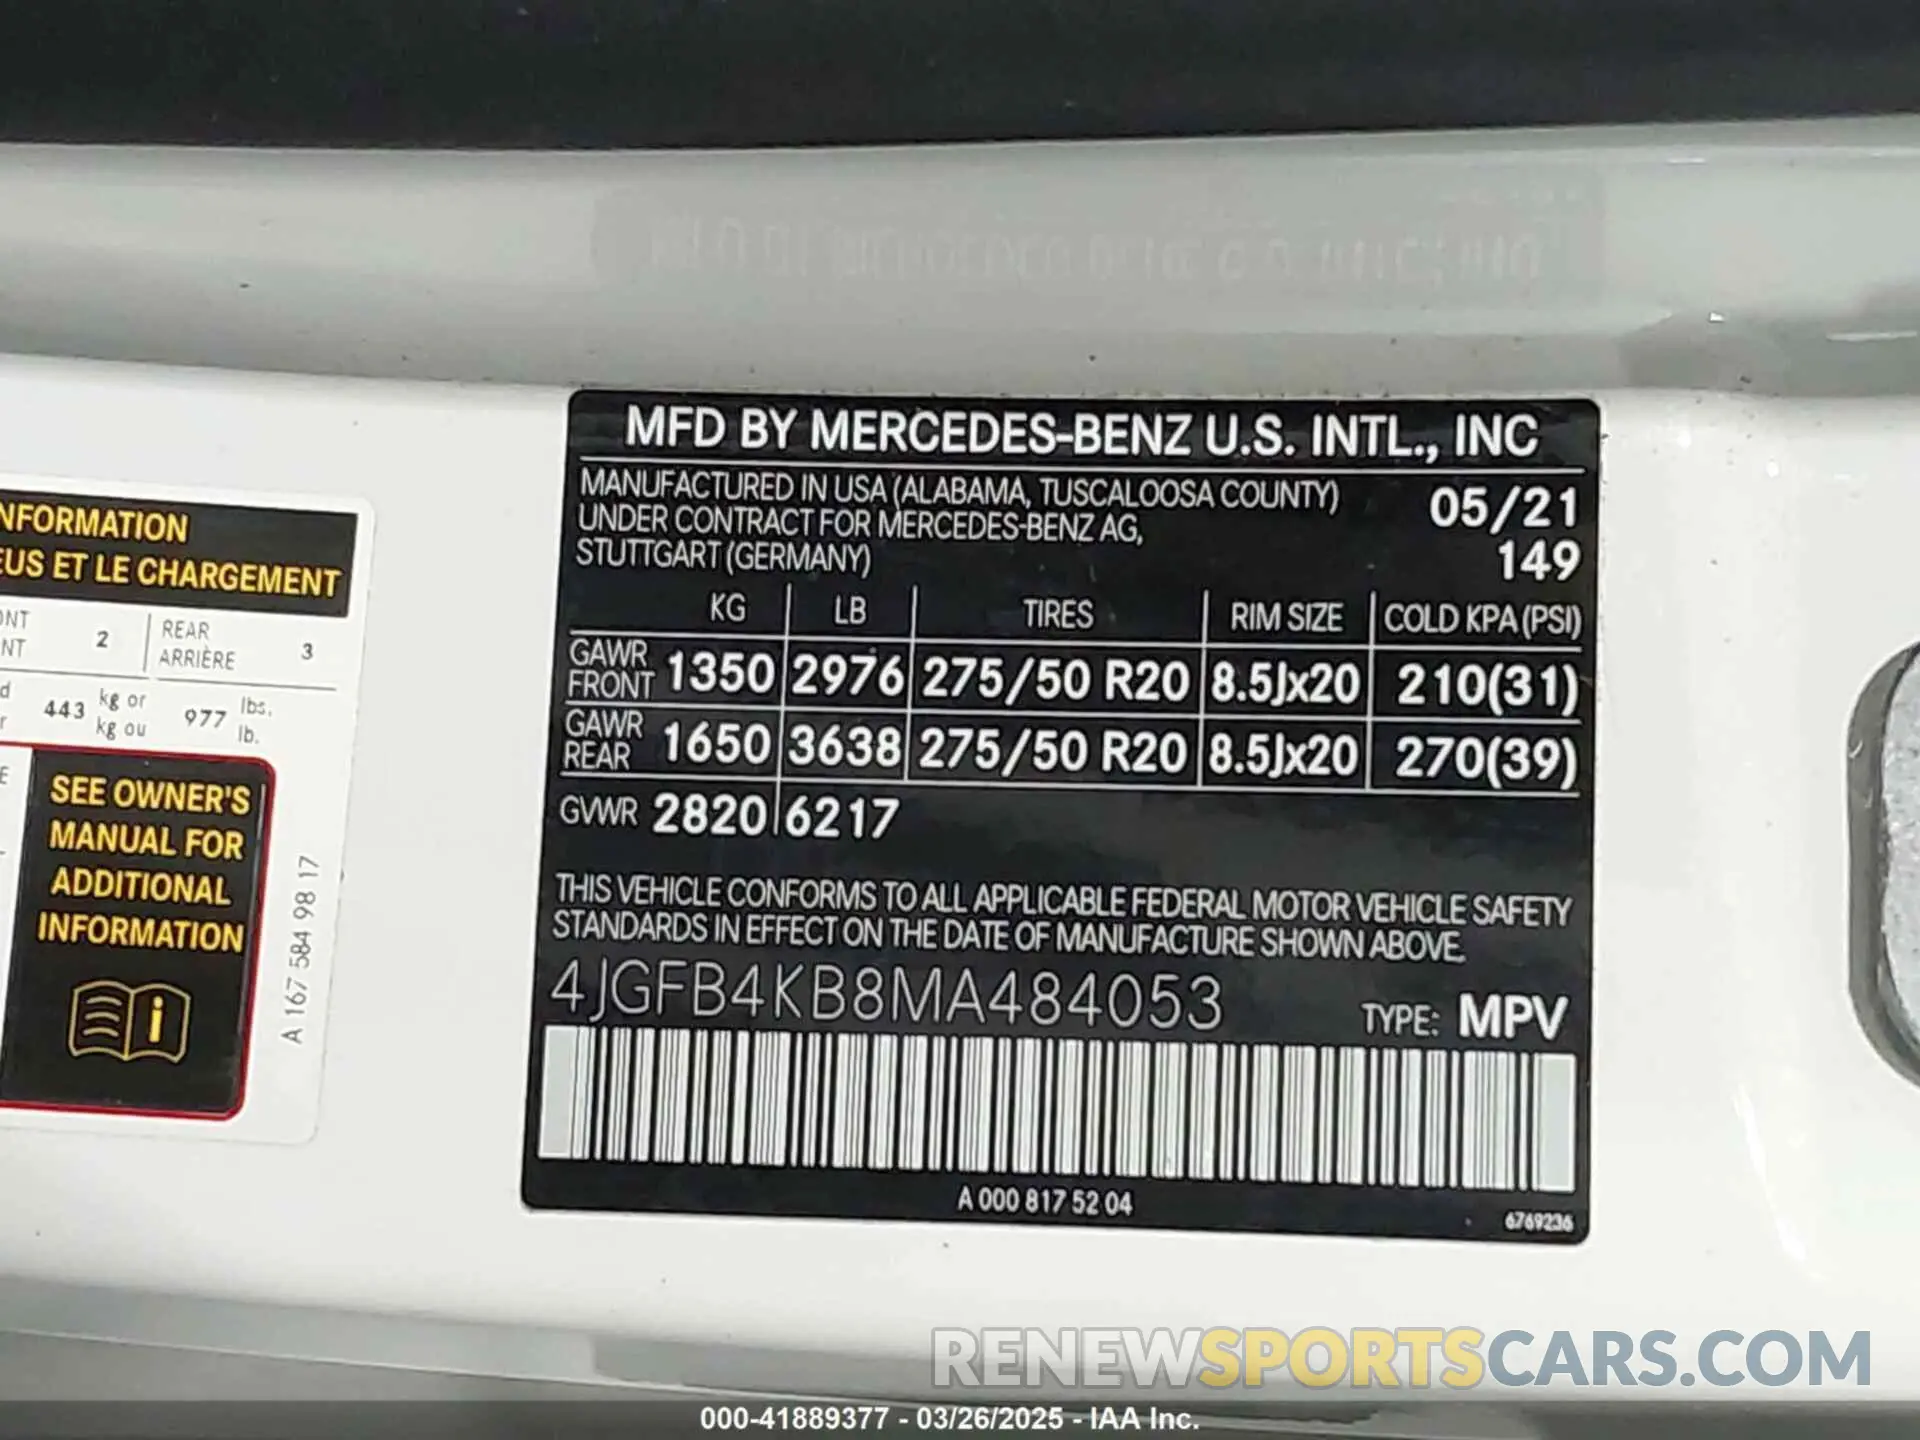 MFD BY MERCEDES-BENZ U.S. INTL., INC
MANUFACTURED IN USA (ALABAMA, TUSCALOOSA COUNTY)
UNDER CONTRACT FOR MERCEDES-BENZ AG,
STUTTGART (GERMANY)
05/21
149
KG LB TIRES RIM SIZE COLD KPA (PSI)
GAWR FRONT 1350 2976 275/50 R20 8.5Jx20 210(31)
GAWR REAR 1650 3638 275/50 R20 8.5Jx20 270(39)
GVWR 2820 6217
THIS VEHICLE CONFORMS TO ALL APPLICABLE FEDERAL MOTOR VEHICLE SAFETY
STANDARDS IN EFFECT ON THE DATE OF MANUFACTURE SHOWN ABOVE.
4JGFB4KB8MA484053 TYPE: MPV
A 000 817 52 04
6769236
NFORMATION
EUS ET LE CHARGEMENT
2 REAR 3
ARRIÈRE
443 kg or 977 lbs.
kg ou lb.
SEE OWNER'S
MANUAL FOR
ADDITIONAL
INFORMATION
A 167 584 98 17
RENEWSPORTSCARS.COM
000-41889377 - 03/26/2025 - IAA Inc.